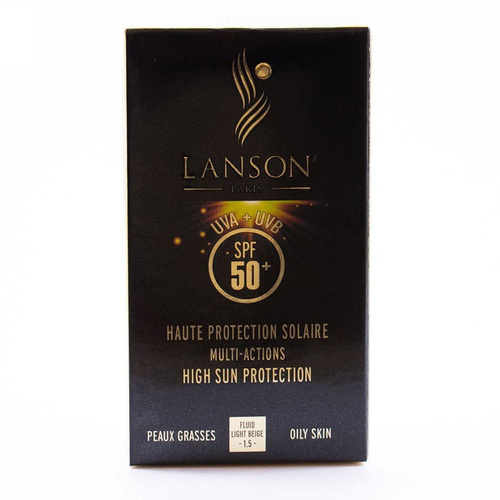 LANSON®
PARIS
UVA + UVB
SPF
50+
HAUTE PROTECTION SOLAIRE
MULTI-ACTIONS
HIGH SUN PROTECTION
PEAUX GRASSES
FLUID
LIGHT BEIGE
- 1.5 -
OILY SKIN